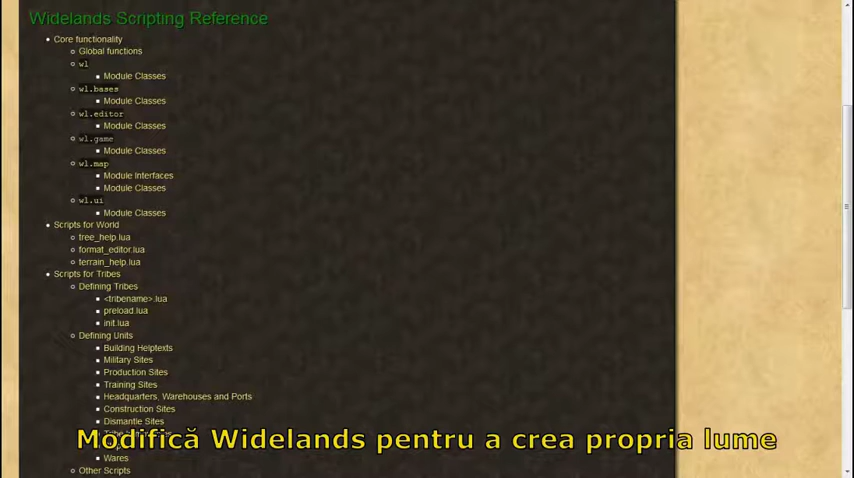 Widelands Scripting Reference
Core functionality
Global functions
wl
Module Classes
wl.bases
Module Classes
wl.editor
Module Classes
wl.game
Module Classes
wl.map
Module Interfaces
Module Classes
wl.ui
Module Classes
Scripts for World
tree_help.lua
format_editor.lua
terrain_help.lua
Scripts for Tribes
Defining Tribes
<tribename>.lua
preload.lua
init.lua
Defining Units
Building Helptexts
Military Sites
Production Sites
Training Sites
Headquarters, Warehouses and Ports
Construction Sites
Dismantle Sites
Modifică Widelands pentru a crea propria lume
Wares
Other Scripts